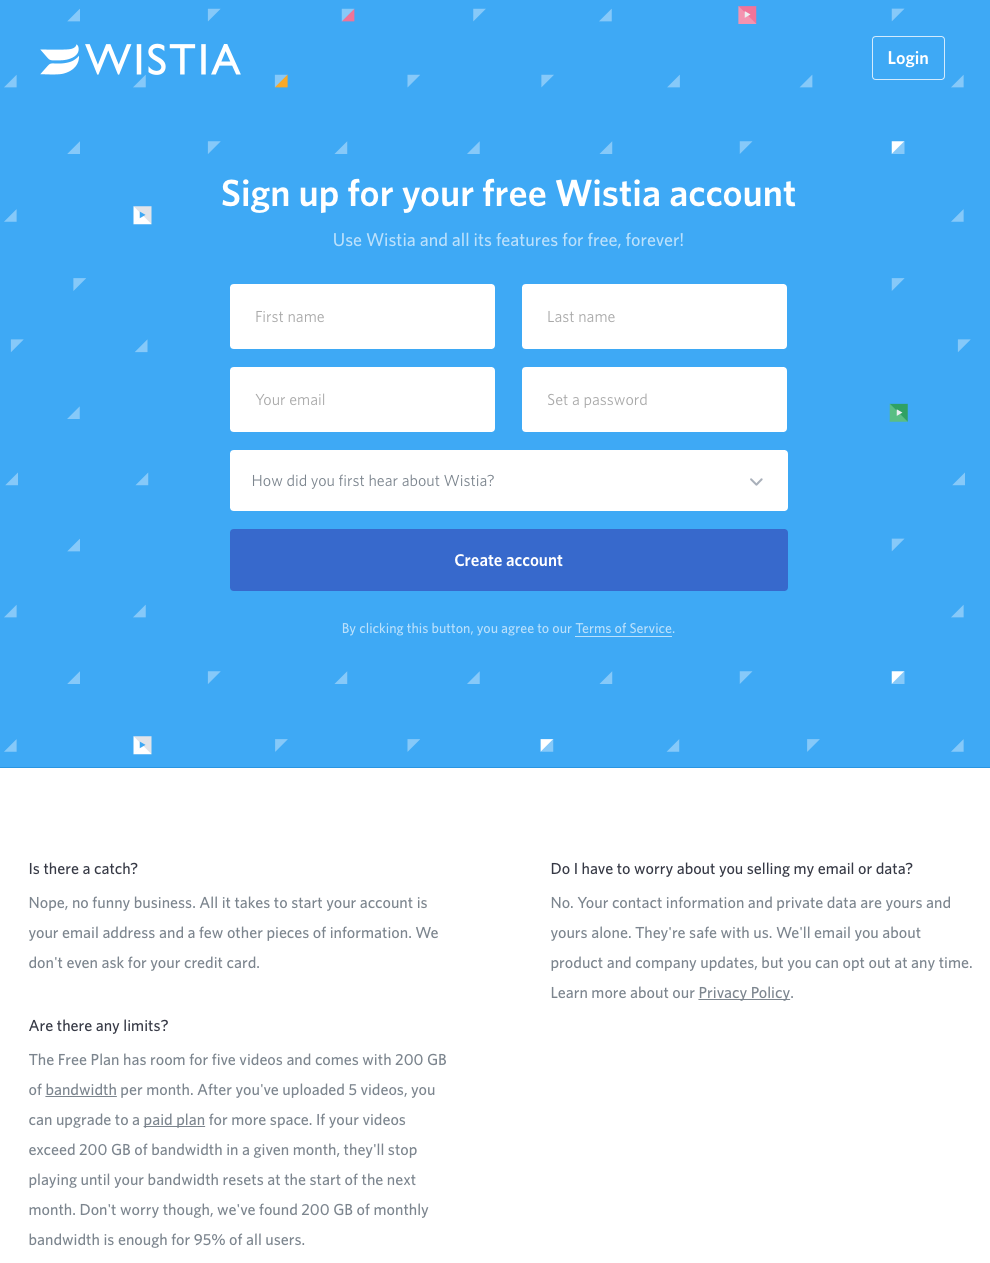 WISTIA
Login
Sign up for your free Wistia account
Use Wistia and all its features for free, forever!
First name
Last name
Your email
Set a password
How did you first hear about Wistia?
Create account
By clicking this button, you agree to our Terms of Service.
Is there a catch?
Nope, no funny business. All it takes to start your account is
your email address and a few other pieces of information. We
don't even ask for your credit card.
Are there any limits?
The Free Plan has room for five videos and comes with 200 GB
of bandwidth per month. After you've uploaded 5 videos, you
can upgrade to a paid plan for more space. If your videos
exceed 200 GB of bandwidth in a given month, they'll stop
playing until your bandwidth resets at the start of the next
month. Don't worry though, we've found 200 GB of monthly
bandwidth is enough for 95% of all users.
Do I have to worry about you selling my email or data?
No. Your contact information and private data are yours and
yours alone. They're safe with us. We'll email you about
product and company updates, but you can opt out at any time.
Learn more about our Privacy Policy.